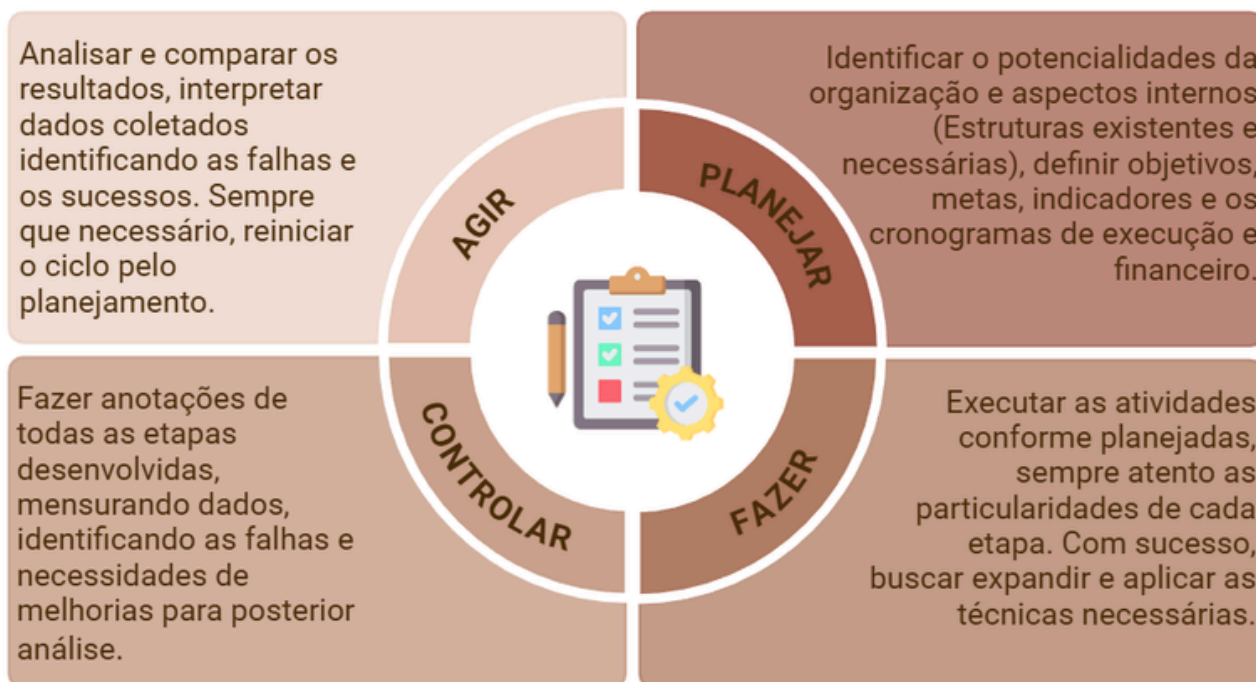 Analisar e comparar os
resultados, interpretar
dados coletados
identificando as falhas e
os sucessos. Sempre
que necessário, reiniciar
o ciclo pelo
planejamento.
AGIR
PLANEJAR
Identificar o potencialidades da
organização e aspectos internos
(Estruturas existentes e
necessárias), definir objetivos,
metas, indicadores e os
cronogramas de execução e
financeiro.
Fazer anotações de
todas as etapas
desenvolvidas,
mensurando dados,
identificando as falhas e
necessidades de
melhorias para posterior
análise.
CONTROLAR
FAZER
Executar as atividades
conforme planejadas,
sempre atento as
particularidades de cada
etapa. Com sucesso,
buscar expandir e aplicar as
técnicas necessárias.